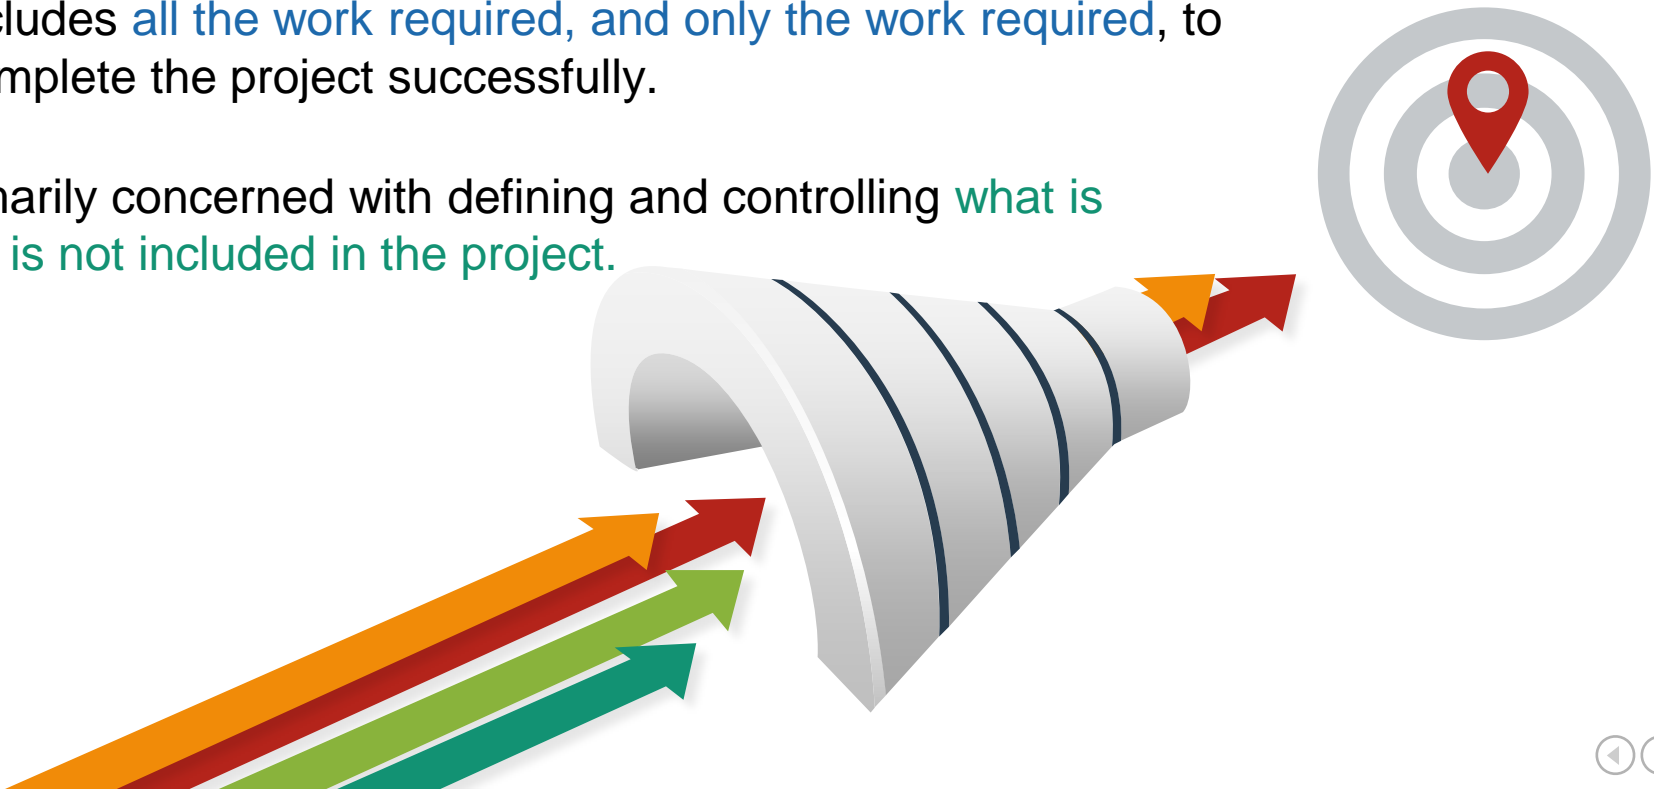 cludes all the work required, and only the work required, to
mplete the project successfully.
narily concerned with defining and controlling what is
is not included in the project.